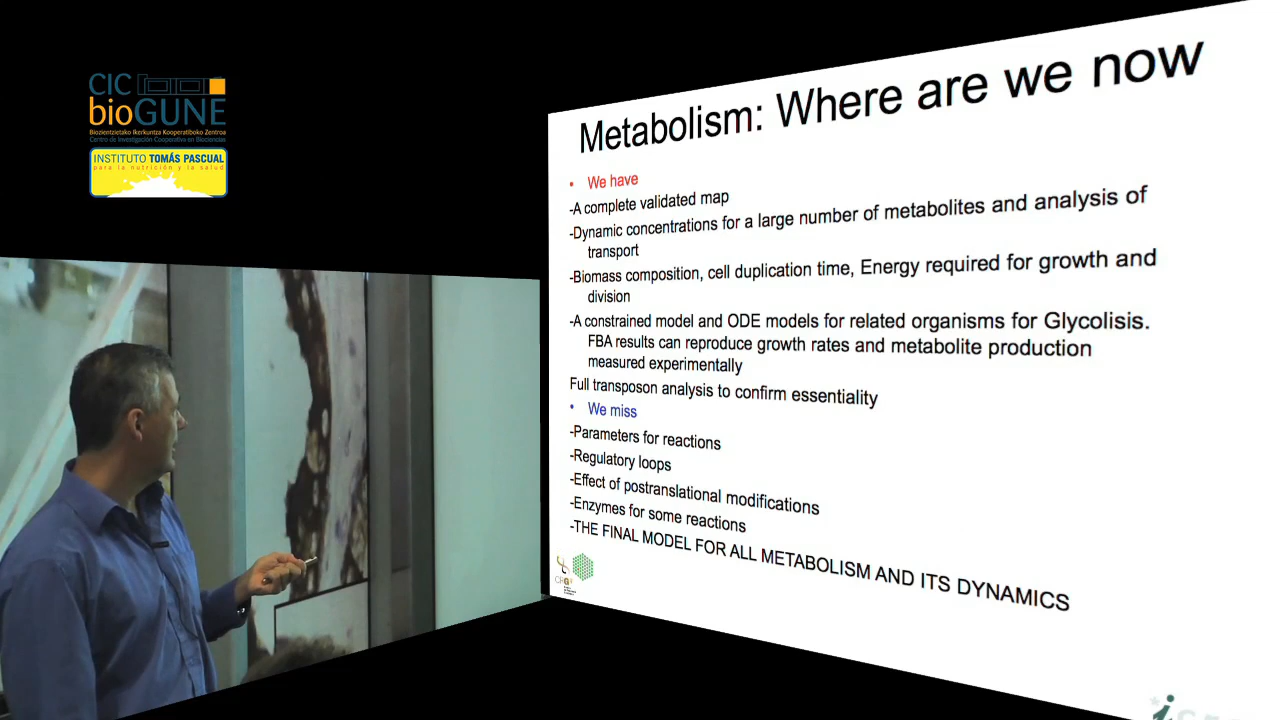 CIC
bioGUNE
Biozientzietako Ikerkuntza Kooperatiboko Zentroa
Centro de Investigación Cooperativa en Biociencias
INSTITUTO TOMÁS PASCUAL
para la nutrición y la salud
Metabolism: Where are we now
• We have
-A complete validated map
-Dynamic concentrations for a large number of metabolites and analysis of
transport
-Biomass composition, cell duplication time, Energy required for growth and
division
-A constrained model and ODE models for related organisms for Glycolisis.
FBA results can reproduce growth rates and metabolite production
measured experimentally
Full transposon analysis to confirm essentiality
• We miss
-Parameters for reactions
-Regulatory loops
-Effect of postranslational modifications
-Enzymes for some reactions
-THE FINAL MODEL FOR ALL METABOLISM AND ITS DYNAMICS
CRG